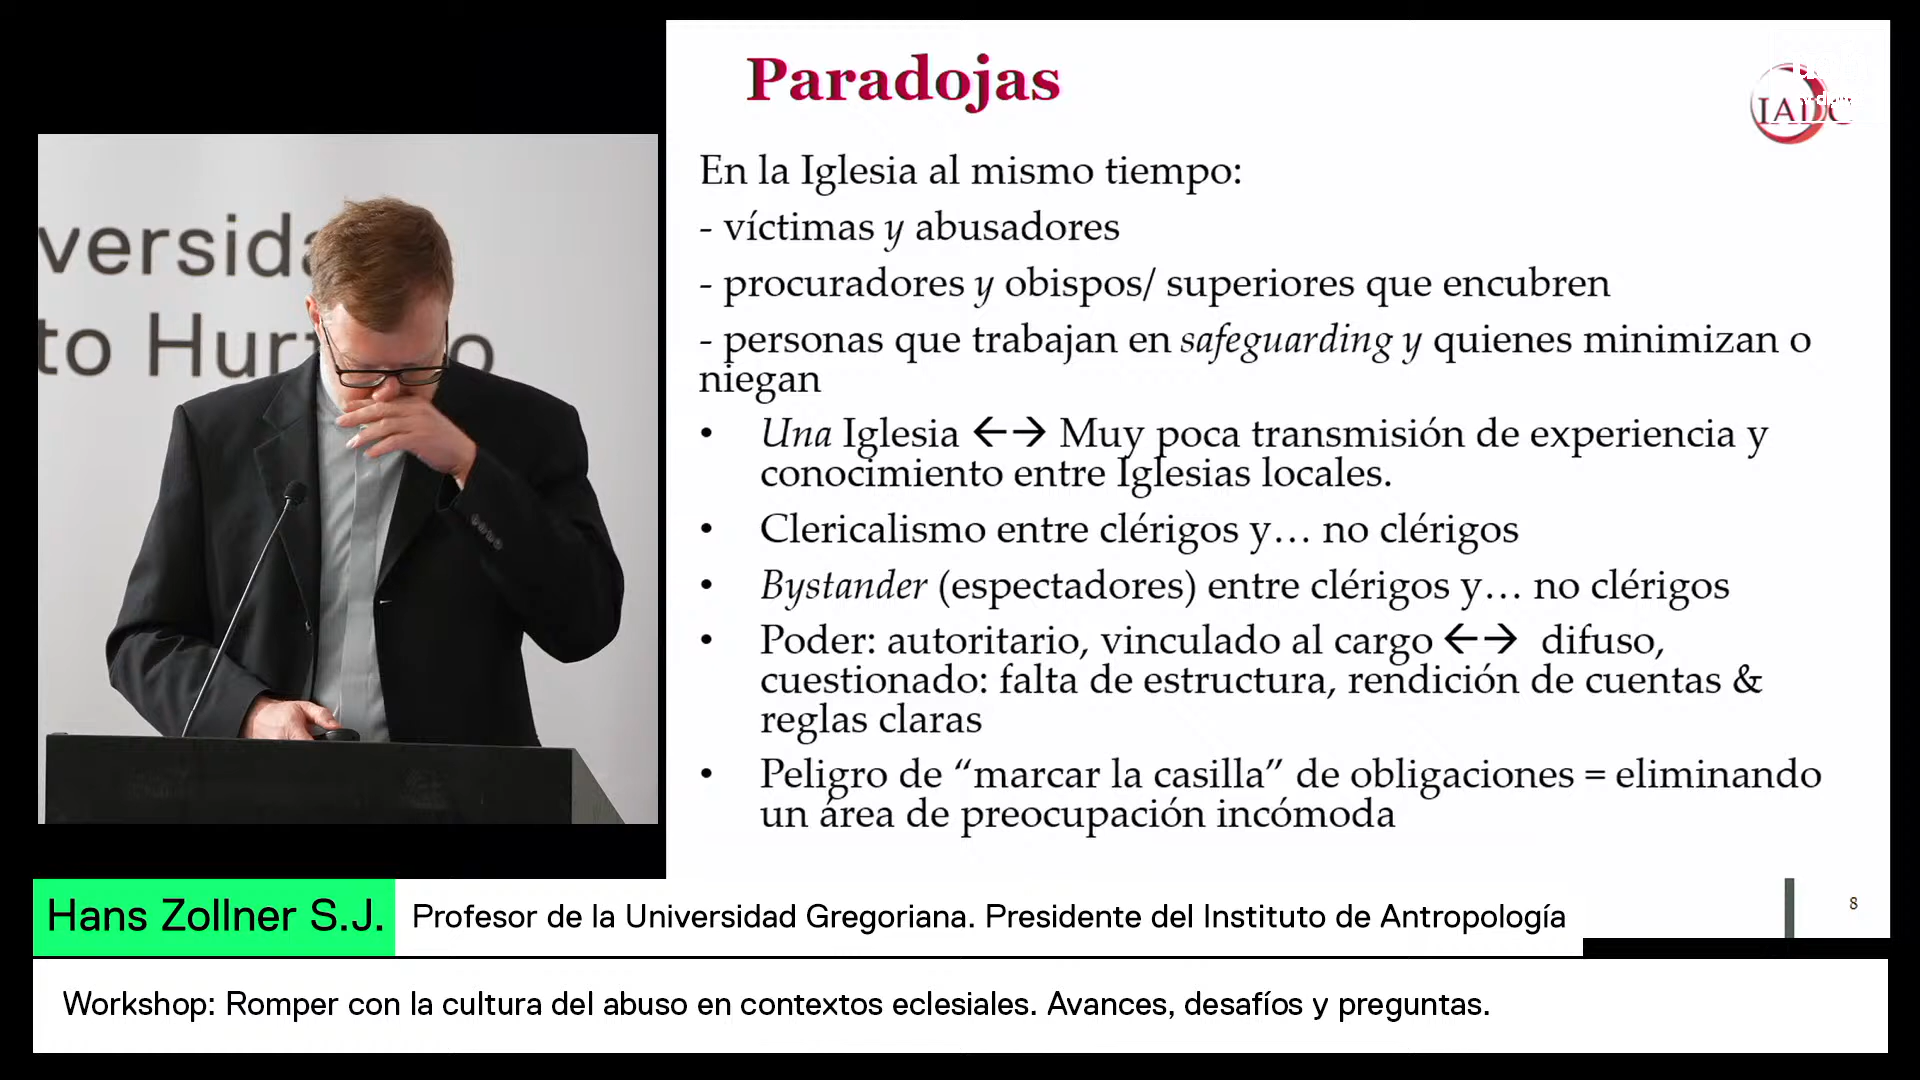 Paradojas
En la Iglesia al mismo tiempo:
- víctimas y abusadores
- procuradores y obispos/ superiores que encubren
- personas que trabajan en safeguarding y quienes minimizan o
niegan
• Una Iglesia ←→ Muy poca transmisión de experiencia y
conocimiento entre Iglesias locales.
• Clericalismo entre clérigos y… no clérigos
• Bystander (espectadores) entre clérigos y… no clérigos
• Poder: autoritario, vinculado al cargo ←→ difuso,
cuestionado: falta de estructura, rendición de cuentas &
reglas claras
• Peligro de “marcar la casilla” de obligaciones = eliminando
un área de preocupación incómoda
8
Hans Zollner S.J.
Profesor de la Universidad Gregoriana. Presidente del Instituto de Antropología
Workshop: Romper con la cultura del abuso en contextos eclesiales. Avances, desafíos y preguntas.